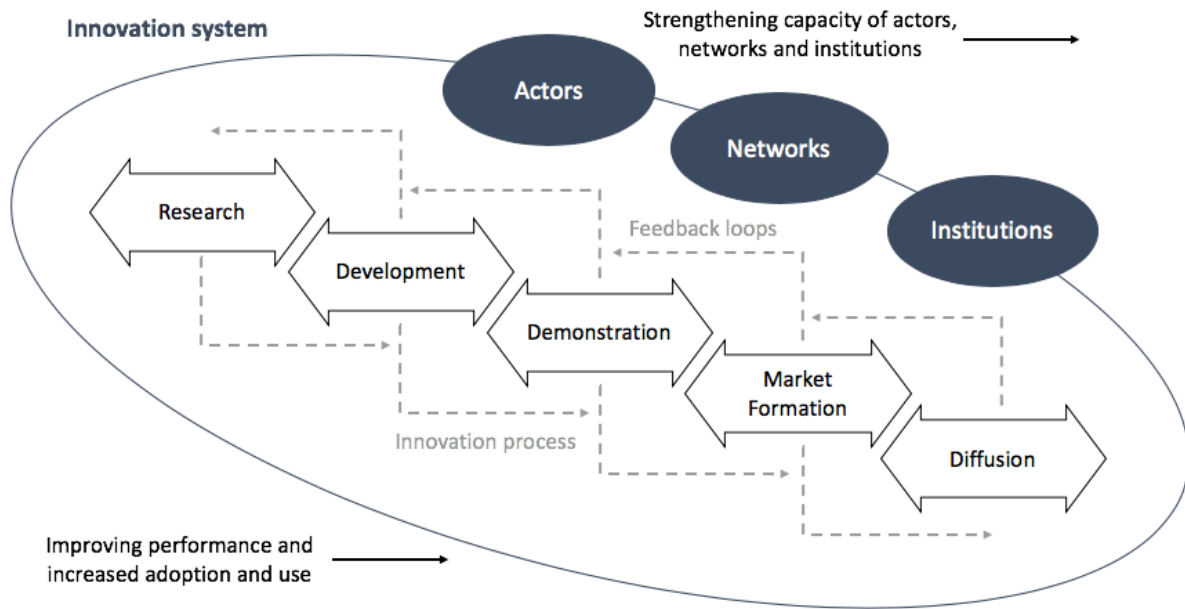 Strengthening capacity of actors,
networks and institutions
Innovation system
Actors
Networks
Institutions
Research
Feedback loops
Development
Demonstration
Market
Formation
Innovation process
Diffusion
Improving performance and
increased adoption and use